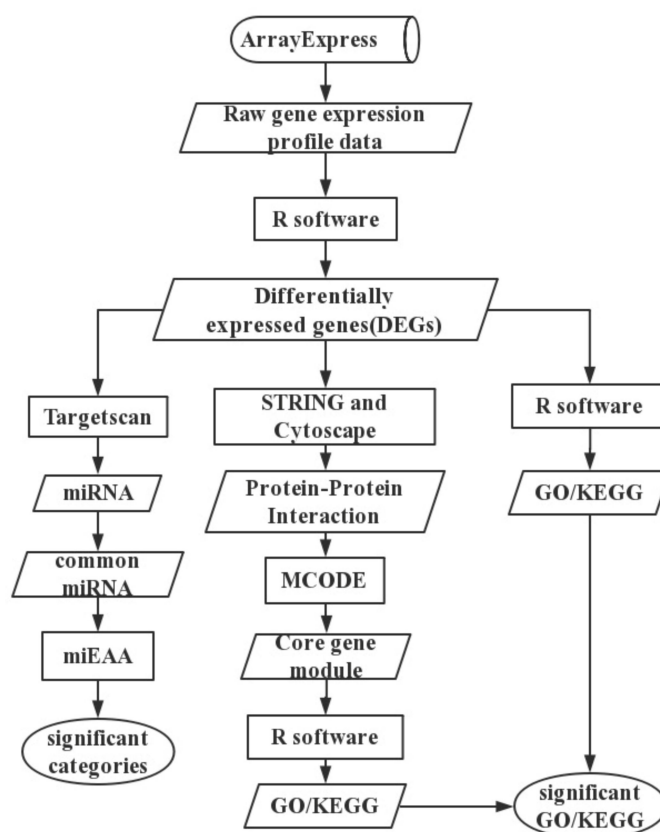 ArrayExpress
Raw gene expression
profile data
R software
Differentially
expressed genes(DEGs)
Targetscan
miRNA
common
miRNA
miEAA
significant
categories
STRING and
Cytoscape
Protein-Protein
Interaction
MCODE
Core gene
module
R software
GO/KEGG
R software
GO/KEGG
significant
GO/KEGG